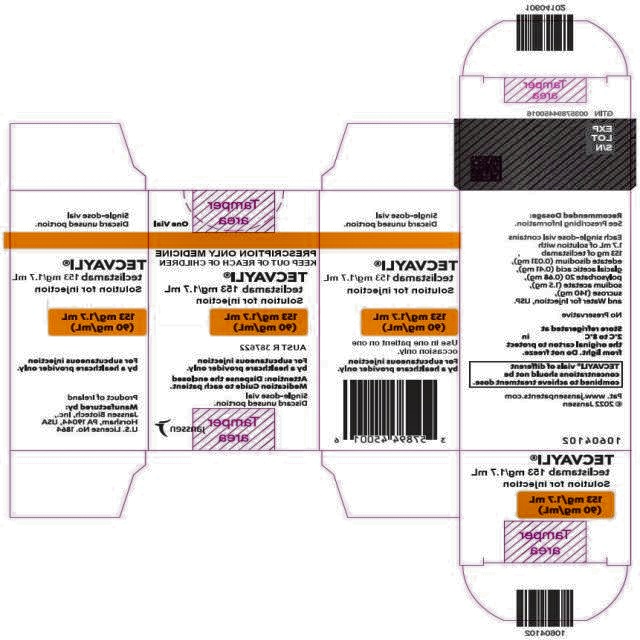 GTIN 00357894450016
Tamper
area
EXP
LOT
S/N
Recommended Dosage:
See Prescribing Information.
Each single-dose vial contains
1.7 mL of solution with
153 mg of teclistamab,
edetate disodium (0.031 mg),
glacial acetic acid (0.41 mg),
polysorbate 20 (0.68 mg),
sodium acetate (1.5 mg),
sucrose (140 mg),
and Water for Injection, USP
No Preservative
Store refrigerated at
2°C to 8°C in
the original carton to protect
from light. Do not freeze.
TECVAYLI® vials of different
concentrations should not be
combined to achieve treatment dose.
Pat. www.janssenpatents.com
© 2022 Janssen
10604102
TECVAYLI®
teclistamab 153 mg/1.7 mL
Solution for injection
153 mg/1.7 mL
(90 mg/mL)
Tamper
area
10604102
Single-dose vial
Discard unused portion.
TECVAYLI®
teclistamab 153 mg/1.7 mL
Solution for injection
153 mg/1.7 mL
(90 mg/mL)
Use in one patient on one
occasion only.
For subcutaneous injection
by a healthcare provider only.
3 57894 45001 6
Tamper
area
One Vial
PRESCRIPTION ONLY MEDICINE
KEEP OUT OF REACH OF CHILDREN
TECVAYLI®
teclistamab 153 mg/1.7 mL
Solution for injection
153 mg/1.7 mL
(90 mg/mL)
AUST R 387622
For subcutaneous injection
by a healthcare provider only.
Attention: Dispense the enclosed
Medication Guide to each patient.
Single-dose vial
Discard unused portion.
Tamper
area
janssen
Single-dose vial
Discard unused portion.
TECVAYLI®
teclistamab 153 mg/1.7 mL
Solution for injection
153 mg/1.7 mL
(90 mg/mL)
For subcutaneous injection
by a healthcare provider only.
Product of Ireland
Manufactured by:
Janssen Biotech, Inc.,
Horsham, PA 19044, USA
U.S. License No. 1864